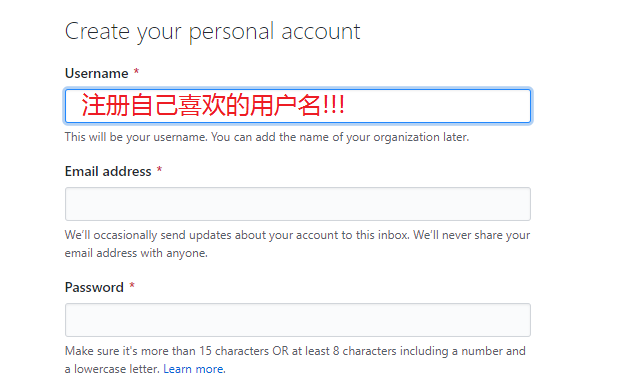 Create your personal account
Username *
注册自己喜欢的用户名!!!
This will be your username. You can add the name of your organization later.
Email address *
We'll occasionally send updates about your account to this inbox. We'll never share your
email address with anyone.
Password *
Make sure it's more than 15 characters OR at least 8 characters including a number and
a lowercase letter. Learn more.